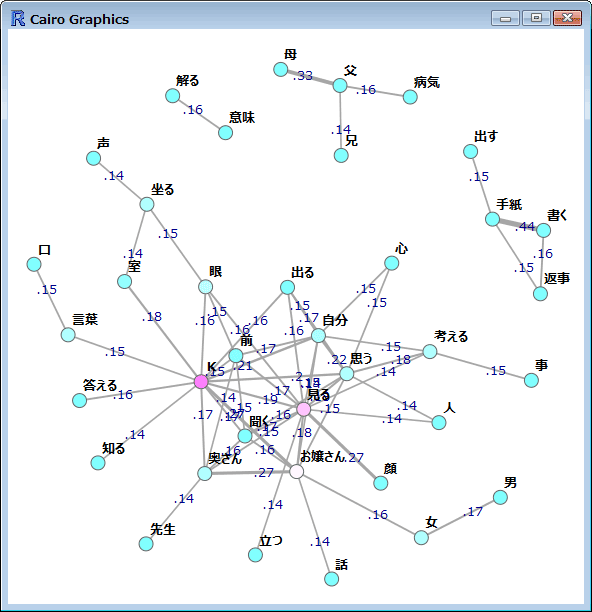 Cairo Graphics
母
.33
父
.16
病気
解る
.16
意味
.14
兄
声
.14
坐る
出す
.15
手紙
.44
書く
.16
.15
返事
.15
室
.14
口
.15
言葉
眼
出る
心
.15
.15
.18
.16
.15
.16
.16
.15
.17
.16
自分
前
.17
.15
考える
.15
K
.15
.21
.22
思う
.18
.14
.15
事
.2
答える
.16
.14
.19
.17
見る
.15
.14
.14
人
.17
聞く
.16
.18
.14
知る
奥さん
.16
.16
お嬢さん
.27
.27
顔
.14
先生
.14
立つ
.14
話
.16
女
.17
男